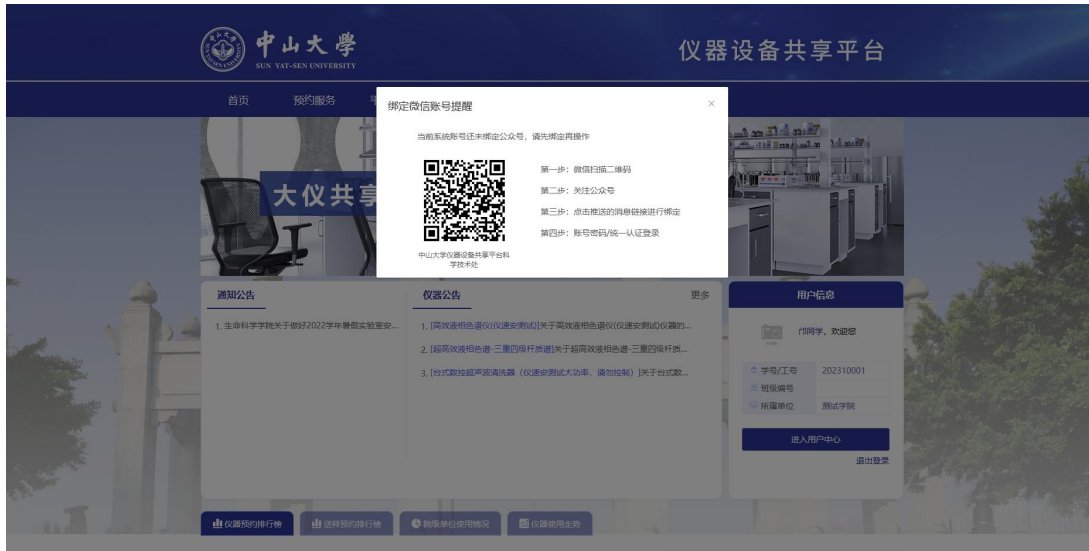 中山大學
SUN YAT-SEN UNIVERSITY
仪器设备共享平台
首页
预约服务
绑定微信账号提醒
×
当前系统账号还未绑定公众号，请先绑定再操作
第一步：微信扫描二维码
第二步：关注公众号
第三步：点击推送的消息链接进行绑定
第四步：账号密码/统一认证登录
中山大学仪器设备共享平台科
学技术处
大仪共享
通知公告
1. 生命科学学院关于做好2022学年暑假实验室安...
仪器公告
更多
1. [高效液相色谱仪(仪速安测试)]关于高效液相色谱仪(仪速安测试)仪器的...
2. [超高效液相色谱-三重四级杆质谱]关于超高效液相色谱-三重四级杆质...
3. [台式数控超声波清洗器（仪速安测试大功率，请勿控制）]关于台式数...
用户信息
邝同学，欢迎您
学号/工号 202310001
班级编号
所属单位 测试学院
进入用户中心
退出登录
仪器预约排行榜
送样预约排行榜
院级单位使用情况
仪器使用走势